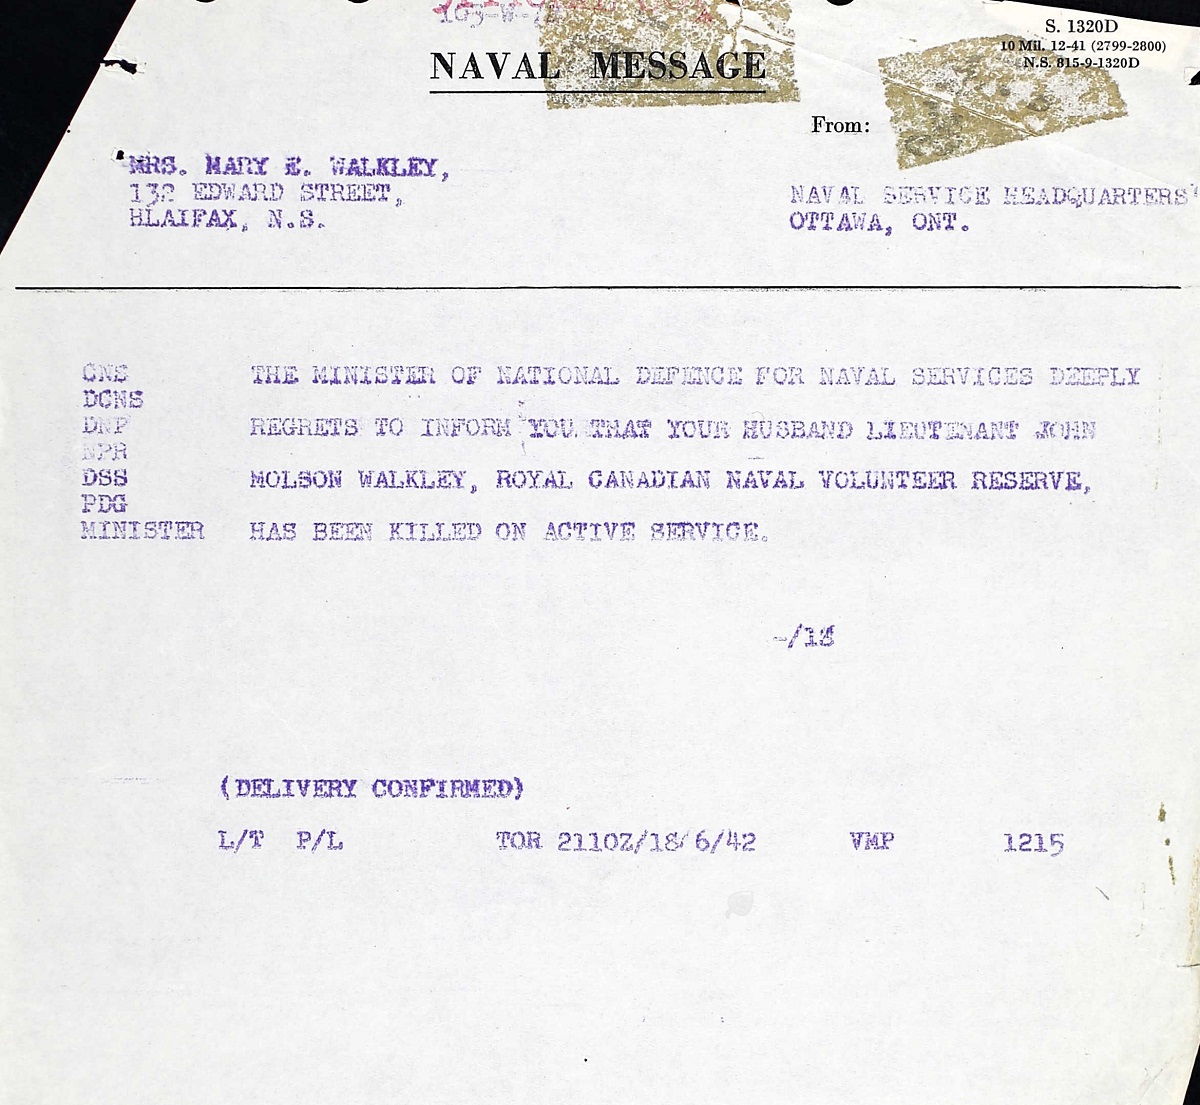 S. 1320D
10 Mil. 12-41 (2799-2800)
N.S. 815-9-1320D
NAVAL MESSAGE
From:
MRS. MARY E. WALKLEY,
132 EDWARD STREET,
HLAIFAX, N.S.
NAVAL SERVICE HEADQUARTERS
OTTAWA, ONT.
CNS THE MINISTER OF NATIONAL DEFENCE FOR NAVAL SERVICES DEEPLY
DCNS
DNP REGRETS TO INFORM YOU THAT YOUR HUSBAND LIEUTENANT JOHN
NPR
DSS MOLSON WALKLEY, ROYAL CANADIAN NAVAL VOLUNTEER RESERVE,
PDG
MINISTER HAS BEEN KILLED ON ACTIVE SERVICE.
-/18
(DELIVERY CONFIRMED)
L/T P/L TOR 2110Z/18/6/42 VMP 1215